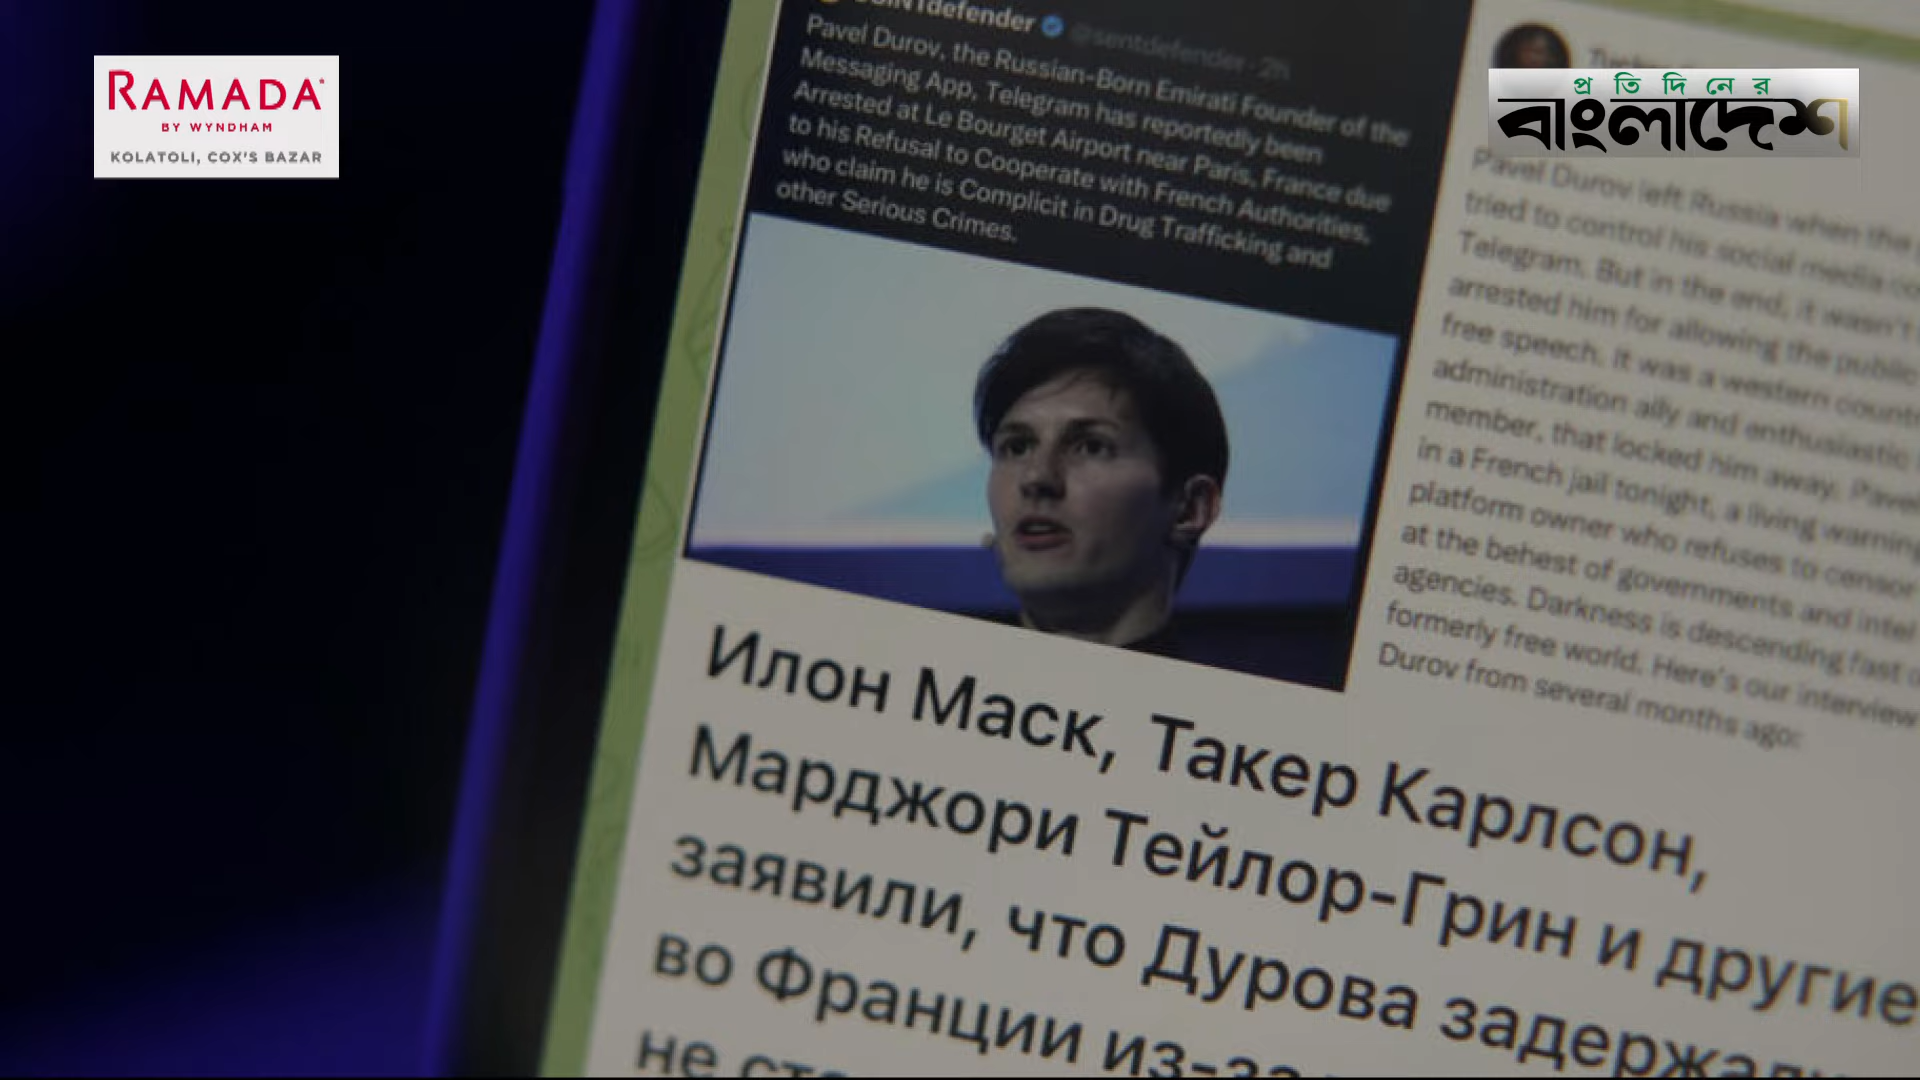 RAMADA
BY WYNDHAM
KOLATOLI, COX'S BAZAR
প্রতিদিনের
বাংলাদেশ
Pavel Durov, the Russian-Born Emirati Founder of the
Messaging App, Telegram has reportedly been
Arrested at Le Bourget Airport near Paris, France due
to his Refusal to Cooperate with French Authorities,
who claim he is Complicit in Drug Trafficking and
other Serious Crimes.
Pavel Durov left Russia when the
tried to control his social media
Telegram. But in the end, it wasn't
arrested him for allowing the public
free speech. It was a western
administration ally and enthusiastic
member, that locked him away. Pavel
in a French jail tonight, a living warning
platform owner who refuses to censor
at the behest of governments and intel
agencies. Darkness is descending fast
formerly free world. Here's our interview
Durov from several months ago:
Илон Маск, Такер Карлсон,
Марджори Тейлор-Грин и другие
заявили, что Дурова
во Франции из-за
не